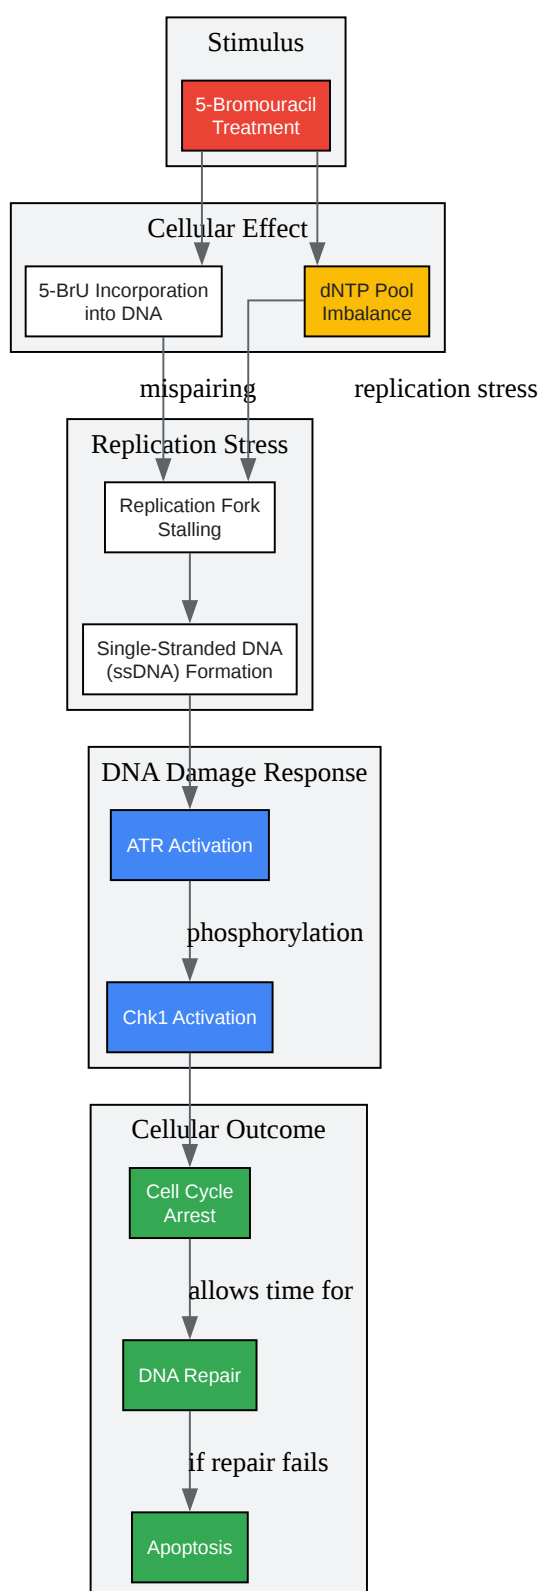 Stimulus
5-Bromouracil
Treatment
Cellular Effect
5-BrU Incorporation
into DNA
dNTP Pool
Imbalance
mispairing
replication stress
Replication Stress
Replication Fork
Stalling
Single-Stranded DNA
(ssDNA) Formation
DNA Damage Response
ATR Activation
phosphorylation
Chk1 Activation
Cellular Outcome
Cell Cycle
Arrest
allows time for
DNA Repair
if repair fails
Apoptosis